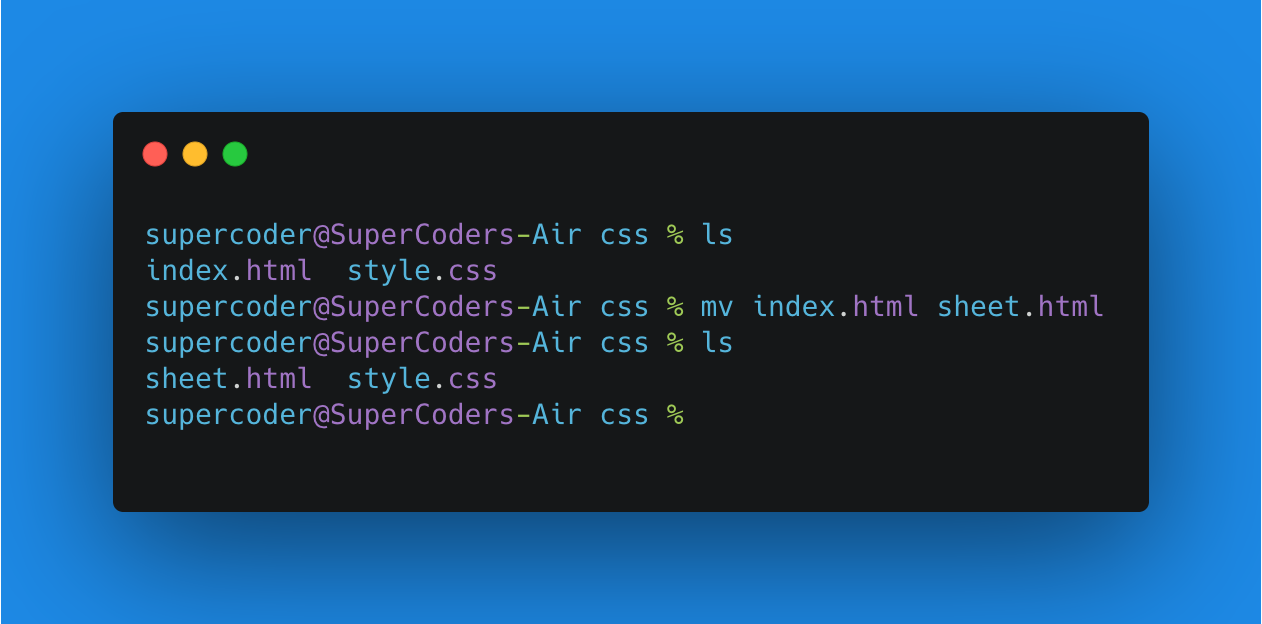 supercoder@SuperCoders-Air css % ls
index.html  style.css
supercoder@SuperCoders-Air css % mv index.html sheet.html
supercoder@SuperCoders-Air css % ls
sheet.html  style.css
supercoder@SuperCoders-Air css %